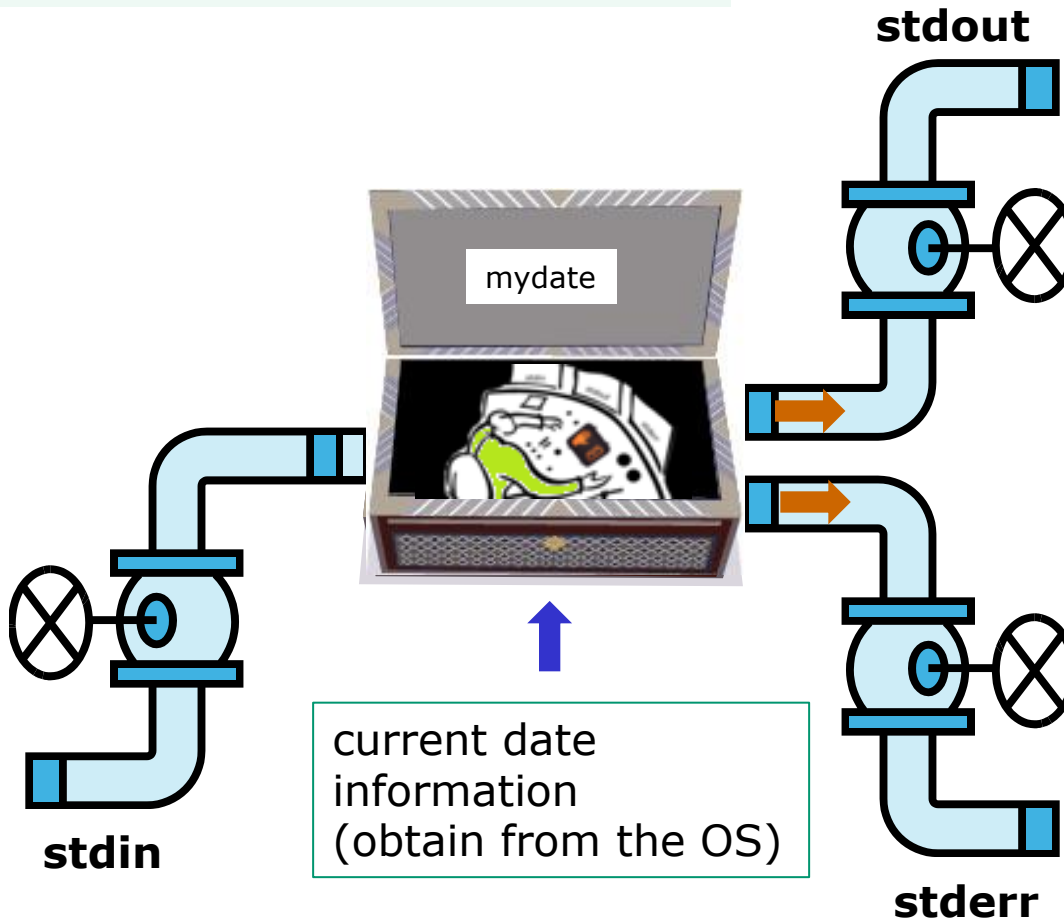 stdout
mydate
current date
information
(obtain from the OS)
stdin
stderr